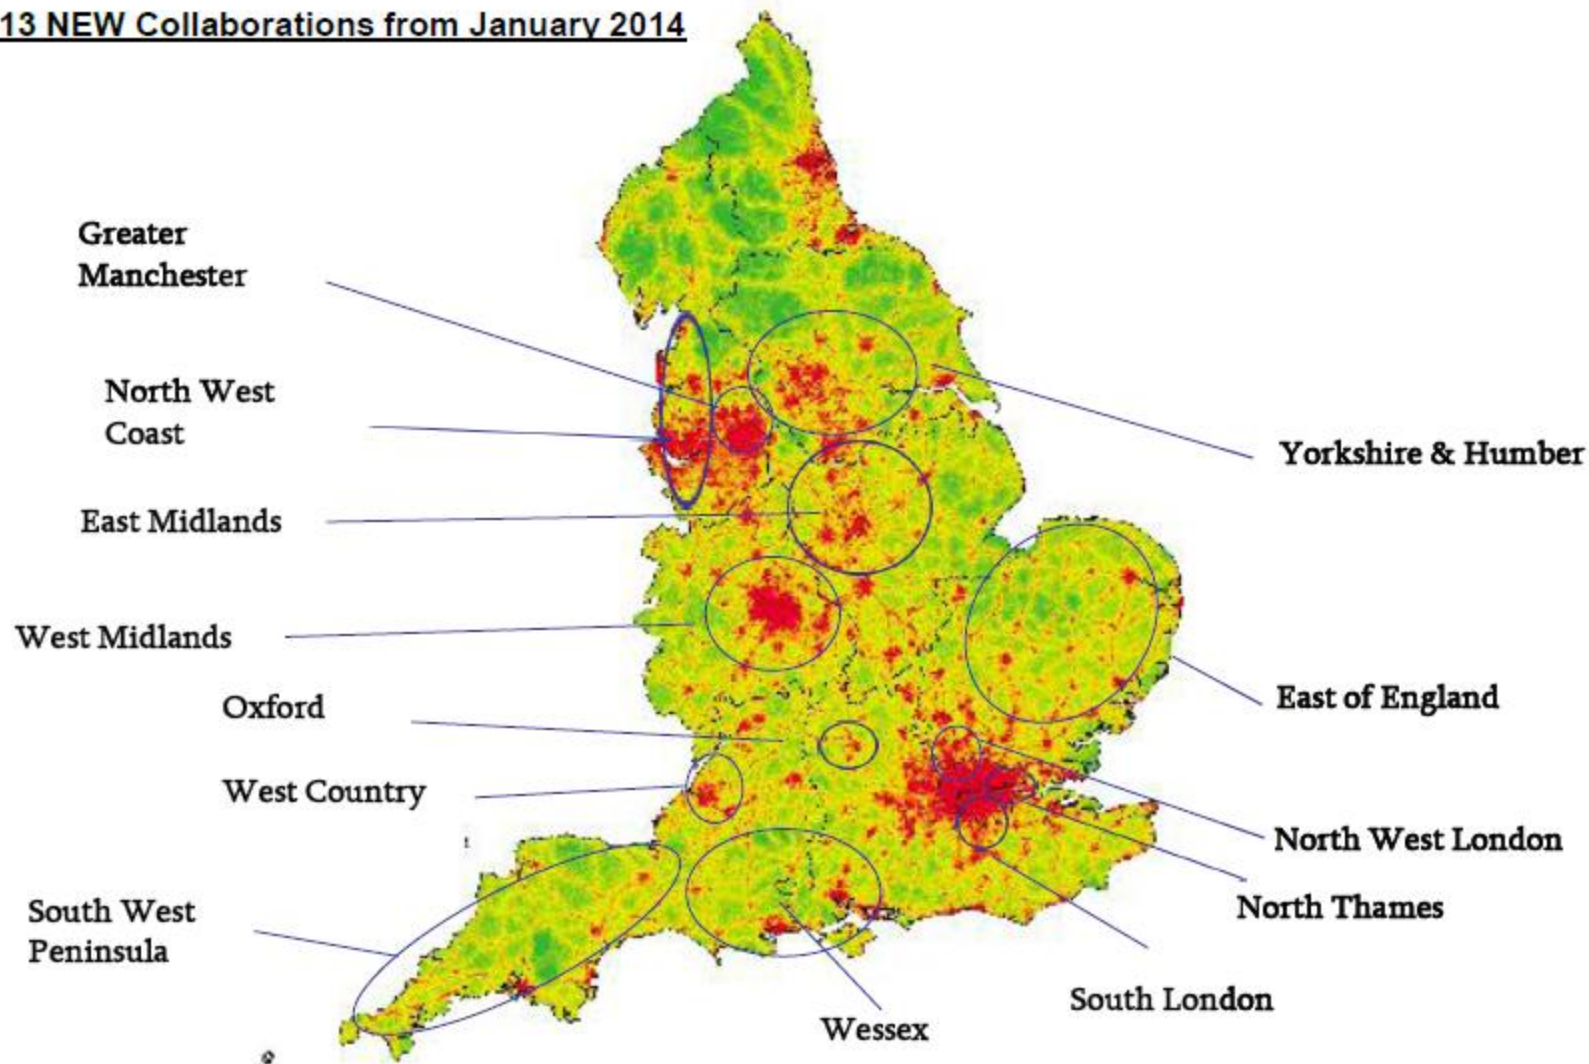 13 NEW Collaborations from January 2014
Greater
Manchester
North West
Coast
East Midlands
West Midlands
Oxford
West Country
South West
Peninsula
Yorkshire & Humber
East of England
North West London
North Thames
South London
Wessex